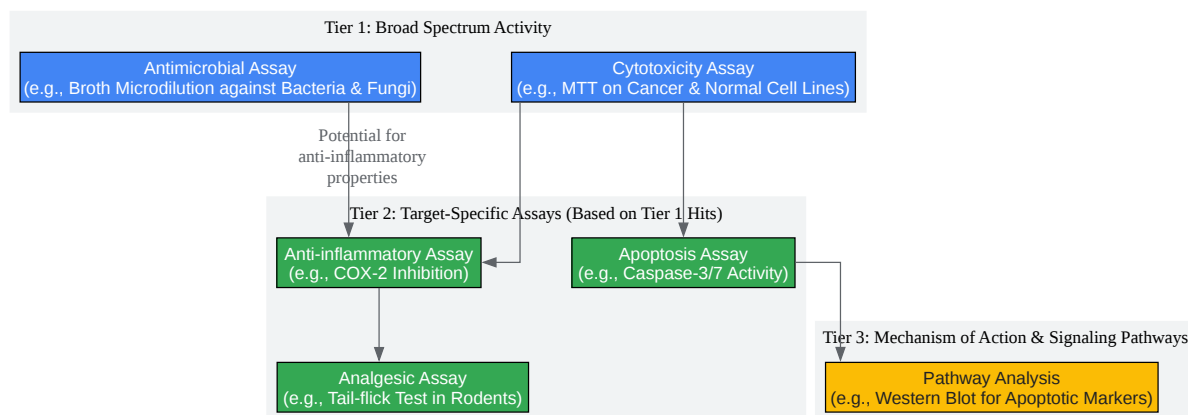 Tier 1: Broad Spectrum Activity
Antimicrobial Assay
(e.g., Broth Microdilution against Bacteria & Fungi)
Cytotoxicity Assay
(e.g., MTT on Cancer & Normal Cell Lines)
Potential for
anti-inflammatory
properties
Tier 2: Target-Specific Assays (Based on Tier 1 Hits)
Anti-inflammatory Assay
(e.g., COX-2 Inhibition)
Apoptosis Assay
(e.g., Caspase-3/7 Activity)
Tier 3: Mechanism of Action & Signaling Pathways
Analgesic Assay
(e.g., Tail-flick Test in Rodents)
Pathway Analysis
(e.g., Western Blot for Apoptotic Markers)